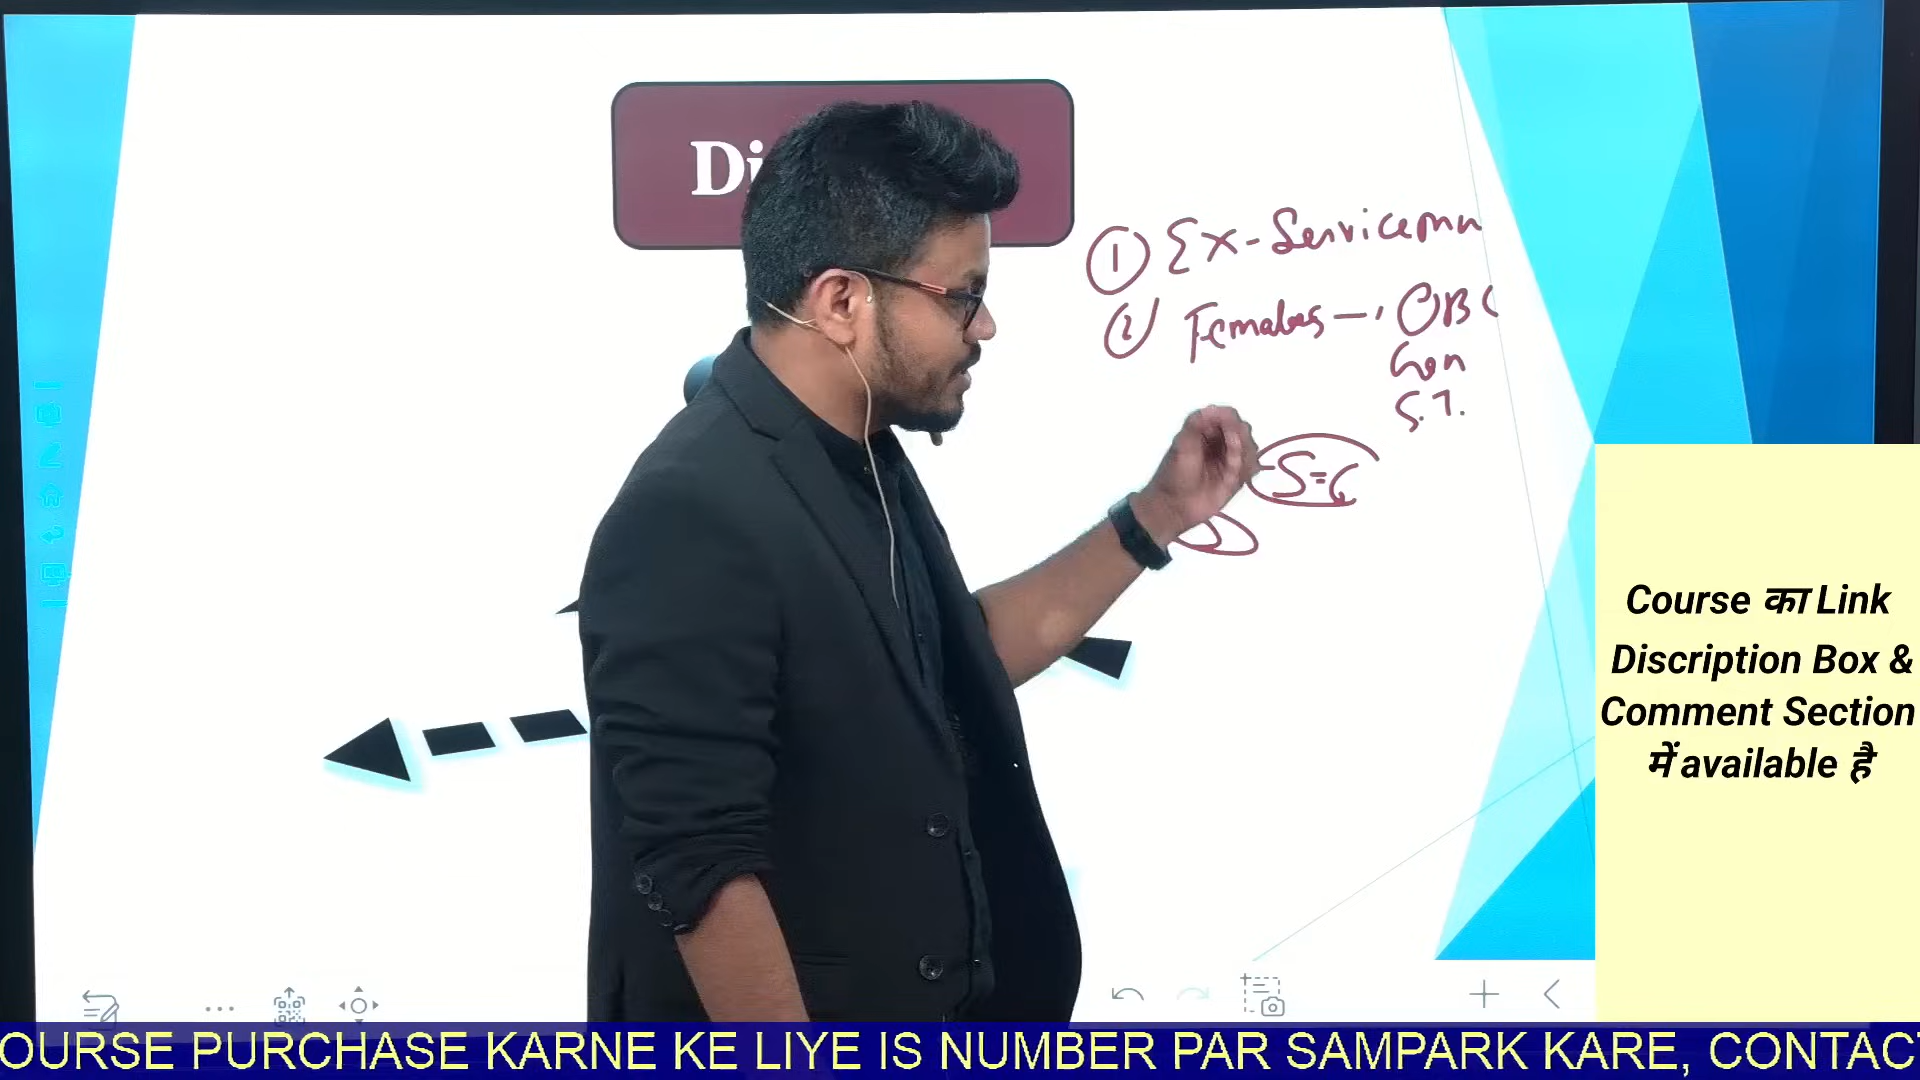 ① Ex-Servicemn
② Females — OBC
Gen
S.T.
S=C
Course का Link
Discription Box &
Comment Section
में available है
OURSE PURCHASE KARNE KE LIYE IS NUMBER PAR SAMPARK KARE, CONTAC